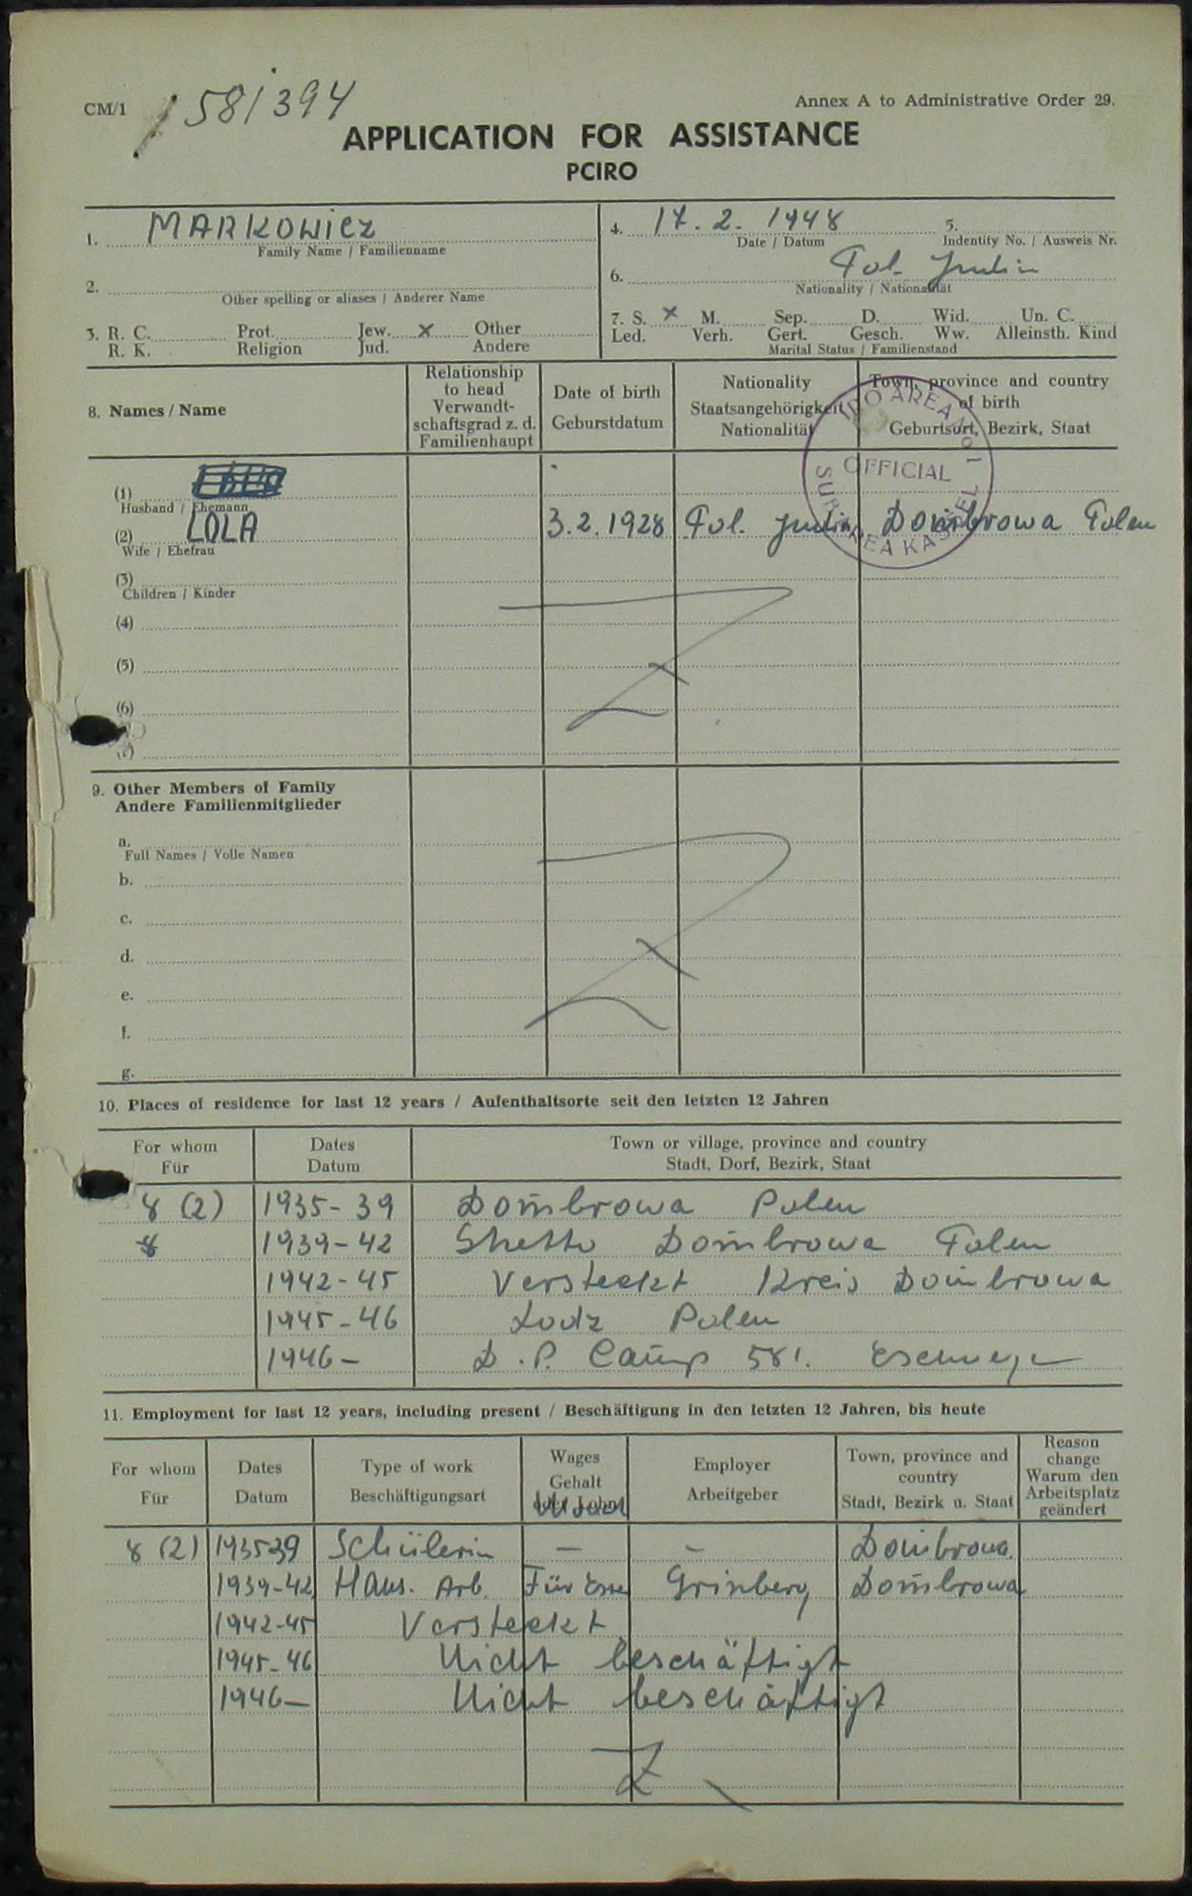 CM/1 581394
Annex A to Administrative Order 29.
APPLICATION FOR ASSISTANCE
PCIRO
1. MARKOWICZ
Family Name / Familienname
2.
Other spelling or aliases / Anderer Name
3. R. C. Prot. Jew. x Other
R. K. Religion Jud. Andere
4. 17. 2. 1948 5.
Date / Datum Indentity No. / Ausweis Nr.
6. Pol. Jüdin
Nationality / Nationalität
7. S. x M. Sep. D. Wid. Un. C.
Led. Verh. Gert. Gesch. Ww. Alleinsth. Kind
Marital Status / Familienstand
8. Names / Name
Relationship
to head
Verwandt-
schaftsgrad z. d.
Familienhaupt
Date of birth
Geburstdatum
Nationality
Staatsangehörigkeit
Nationalität
Town, province and country
of birth
Geburtsort, Bezirk, Staat
IRO AREA No 1
OFFICIAL
SUB AREA KASSEL
(1)
Husband / Ehemann
(2) LOLA 3.2.1928 Pol. Jüdin Dombrowa Polen
Wife / Ehefrau
(3)
Children / Kinder
(4)
(5)
(6)
(7)
9. Other Members of Family
Andere Familienmitglieder
a.
Full Names / Volle Namen
b.
c.
d.
e.
f.
g.
10. Places of residence for last 12 years / Aufenthaltsorte seit den letzten 12 Jahren
For whom
Für
Dates
Datum
Town or village, province and country
Stadt, Dorf, Bezirk, Staat
8 (2) 1935-39 Dombrowa Polen
8 1939-42 Ghetto Dombrowa Polen
1942-45 Versteckt Kreis Dombrowa
1945-46 Lodz Polen
1946- D.P. Camp 581. Eschwege
11. Employment for last 12 years, including present / Beschäftigung in den letzten 12 Jahren, bis heute
For whom
Für
Dates
Datum
Type of work
Beschäftigungsart
Wages
Gehalt
Employer
Arbeitgeber
Town, province and
country
Stadt, Bezirk u. Staat
Reason
change
Warum den
Arbeitsplatz
geändert
8 (2) 1935-39 Schülerin — – Dombrowa.
1939-42 Haus. Arb. Für Essen Grinberg Dombrowa
1942-45 Versteckt
1945-46 Nicht beschäftigt
1946- Nicht beschäftigt